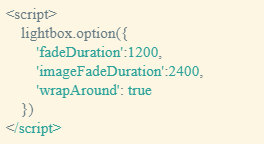 <script>
lightbox.option({
'fadeDuration':1200,
'imageFadeDuration':2400,
'wrapAround': true
})
</script>